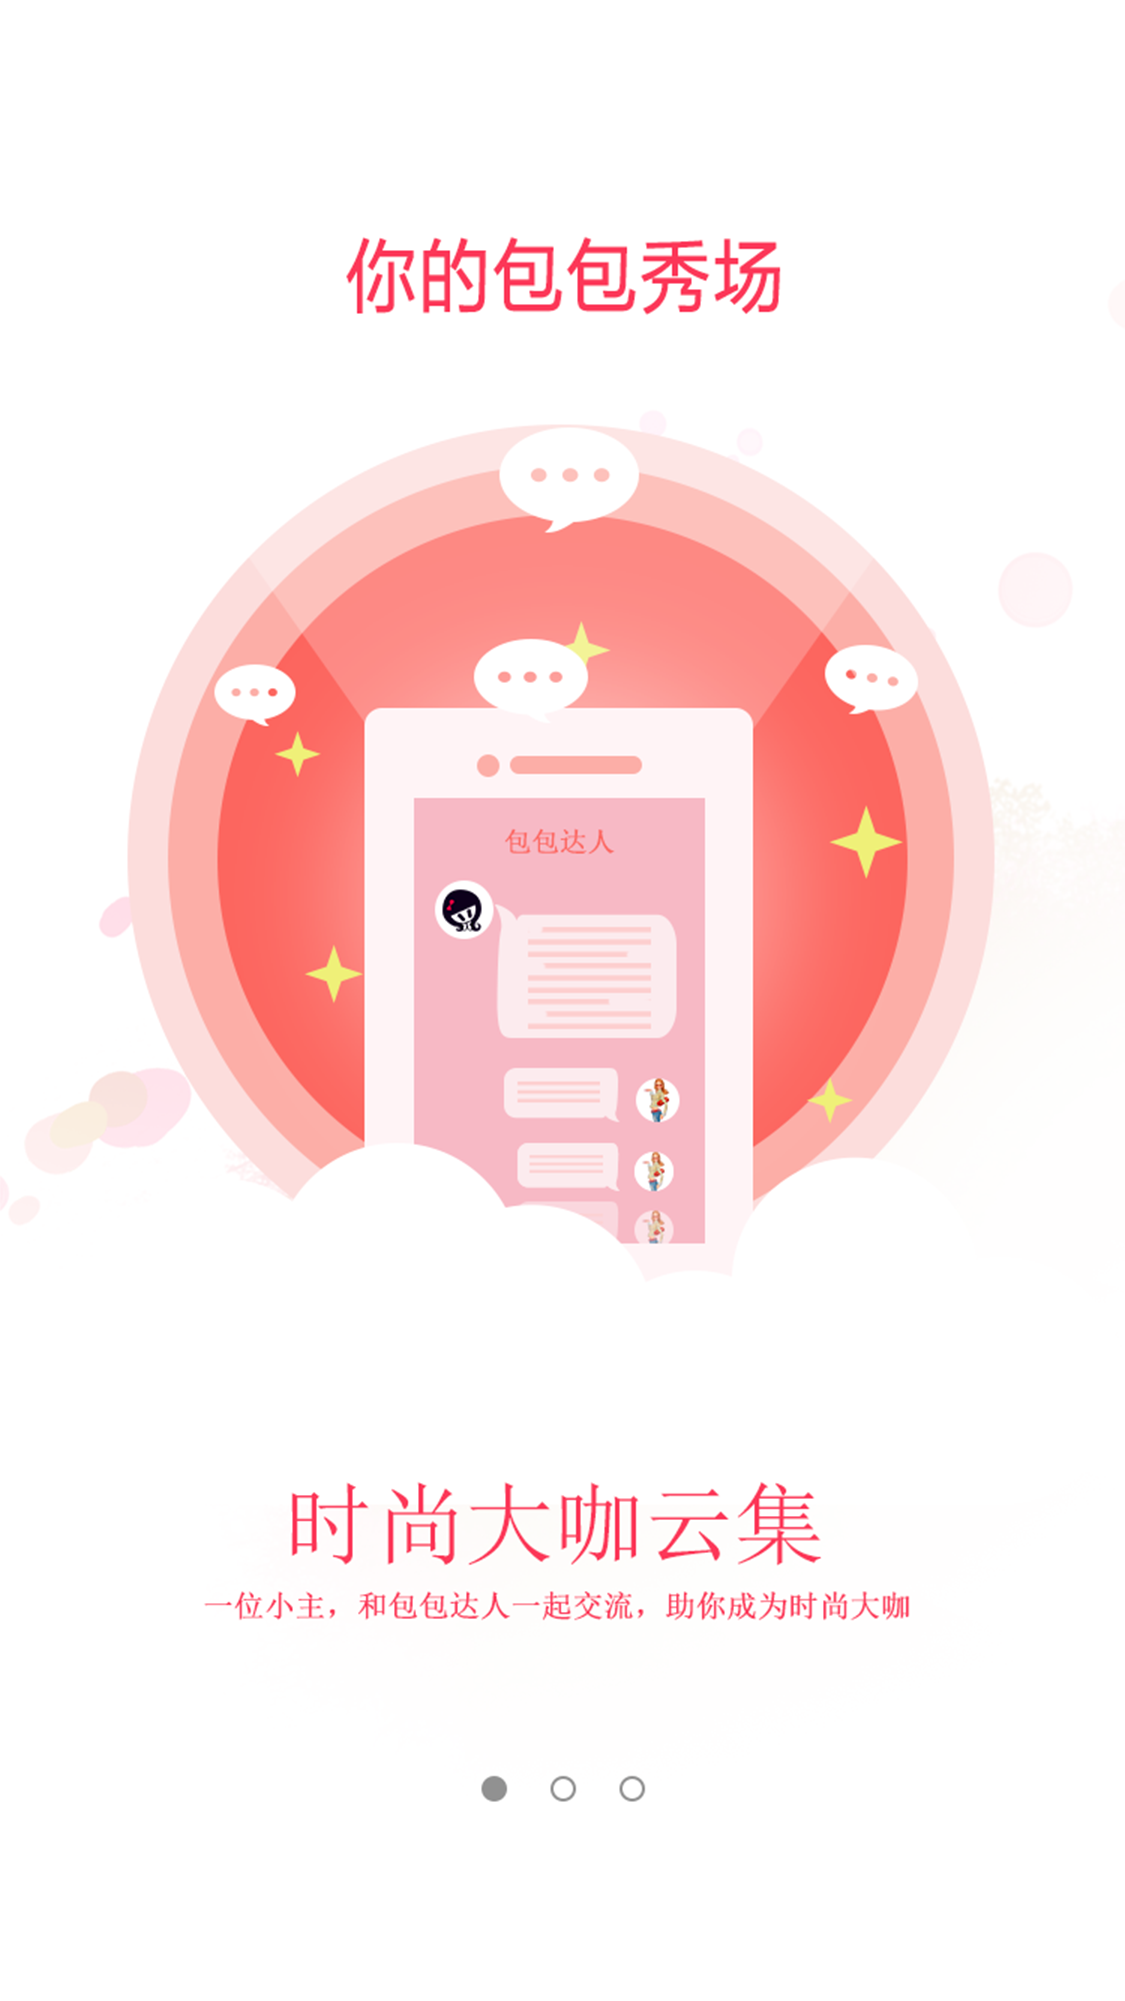 你的包包秀场
包包达人
时尚大咖云集
一位小主，和包包达人一起交流，助你成为时尚大咖